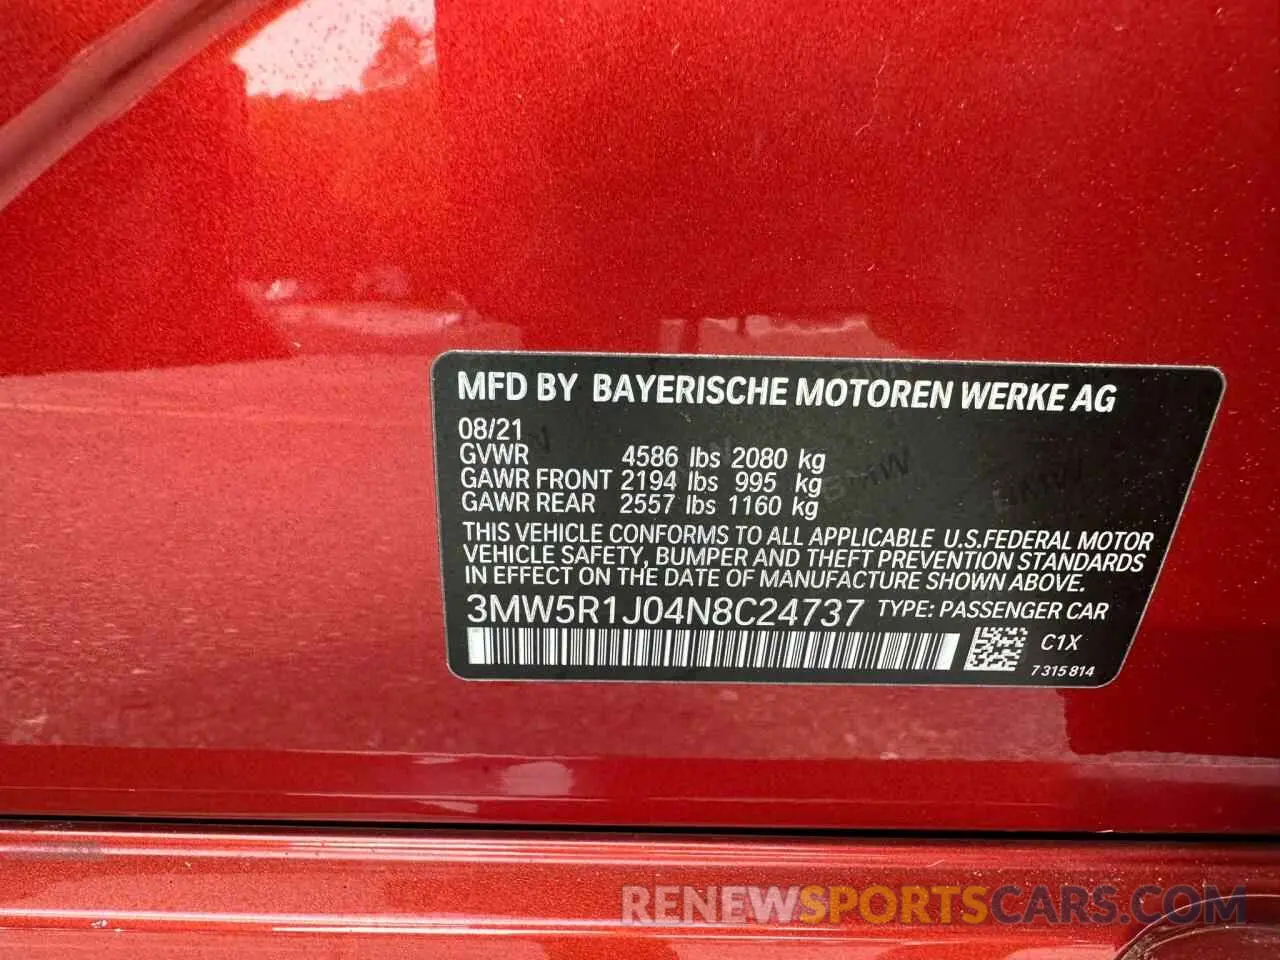 MFD BY BAYERISCHE MOTOREN WERKE AG
08/21
GVWR 4586 lbs 2080 kg
GAWR FRONT 2194 lbs 995 kg
GAWR REAR 2557 lbs 1160 kg
THIS VEHICLE CONFORMS TO ALL APPLICABLE U.S.FEDERAL MOTOR
VEHICLE SAFETY, BUMPER AND THEFT PREVENTION STANDARDS
IN EFFECT ON THE DATE OF MANUFACTURE SHOWN ABOVE.
3MW5R1J04N8C24737 TYPE: PASSENGER CAR
C1X
7 315 814
RENEWSPORTSCARS.COM